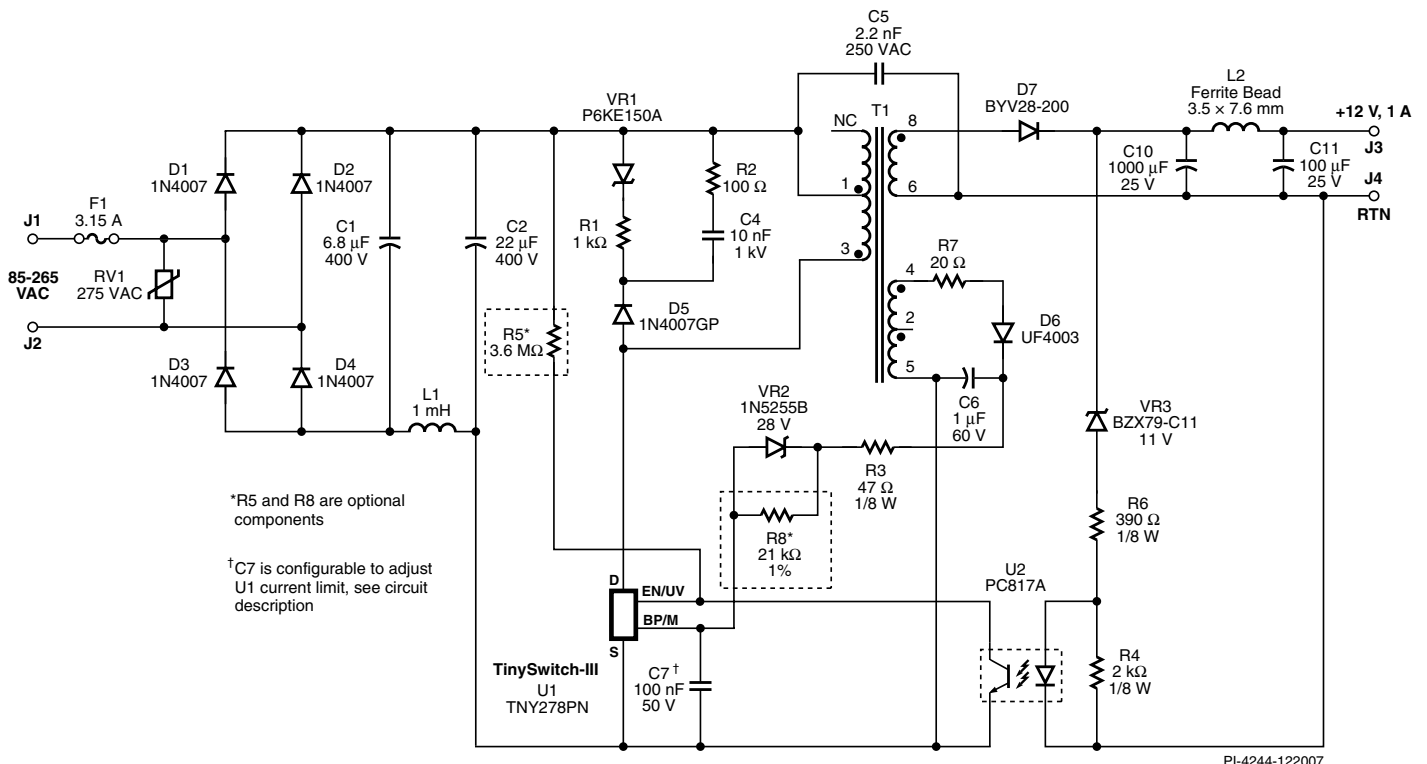 C5
2.2 nF
250 VAC
D7
BYV28-200
L2
Ferrite Bead
3.5 × 7.6 mm
+12 V, 1 A
J3
J4
RTN
VR1
P6KE150A
NC
T1
8
6
1
3
4
2
5
C10
1000 µF
25 V
C11
100 µF
25 V
D1
1N4007
D2
1N4007
R2
100 Ω
F1
3.15 A
J1
85-265
VAC
J2
RV1
275 VAC
C1
6.8 µF
400 V
C2
22 µF
400 V
R1
1 kΩ
C4
10 nF
1 kV
R7
20 Ω
D5
1N4007GP
D6
UF4003
R5*
3.6 MΩ
D3
1N4007
D4
1N4007
L1
1 mH
VR2
1N5255B
28 V
C6
1 µF
60 V
VR3
BZX79-C11
11 V
R3
47 Ω
1/8 W
*R5 and R8 are optional
components
R8*
21 kΩ
1%
R6
390 Ω
1/8 W
†C7 is configurable to adjust
U1 current limit, see circuit
description
D
EN/UV
BP/M
S
U2
PC817A
TinySwitch-III
U1
TNY278PN
C7†
100 nF
50 V
R4
2 kΩ
1/8 W
PI-4244-122007